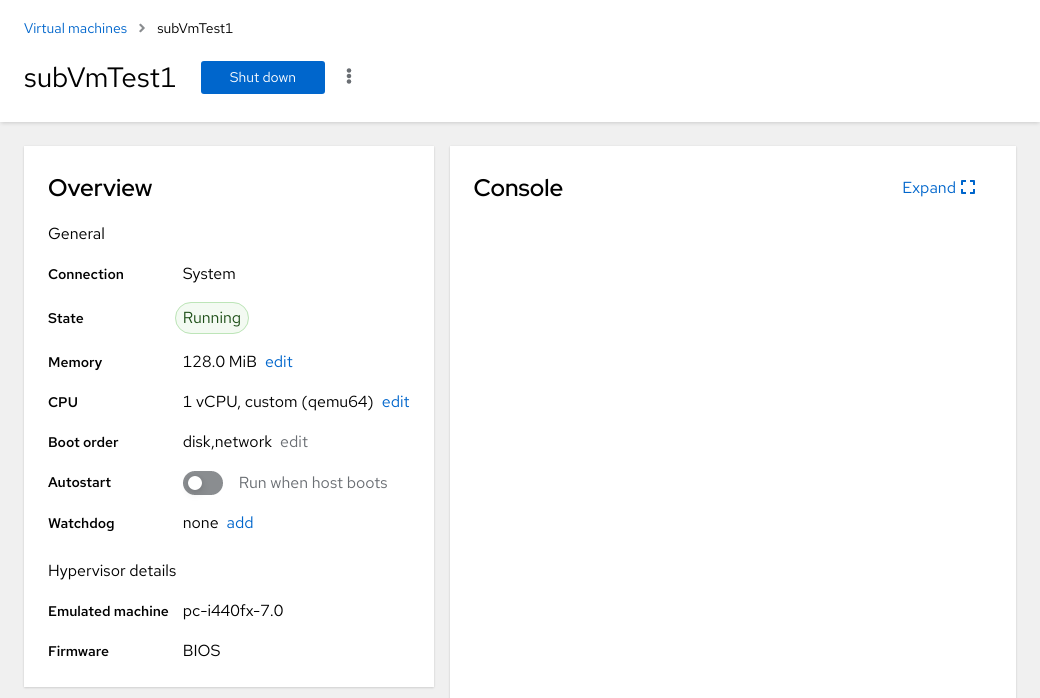 Virtual machines > subVmTest1
subVmTest1 Shut down
Overview
General
Connection System
State Running
Memory 128.0 MiB edit
CPU 1 vCPU, custom (qemu64) edit
Boot order disk,network edit
Autostart Run when host boots
Watchdog none add
Hypervisor details
Emulated machine pc-i440fx-7.0
Firmware BIOS
Console Expand